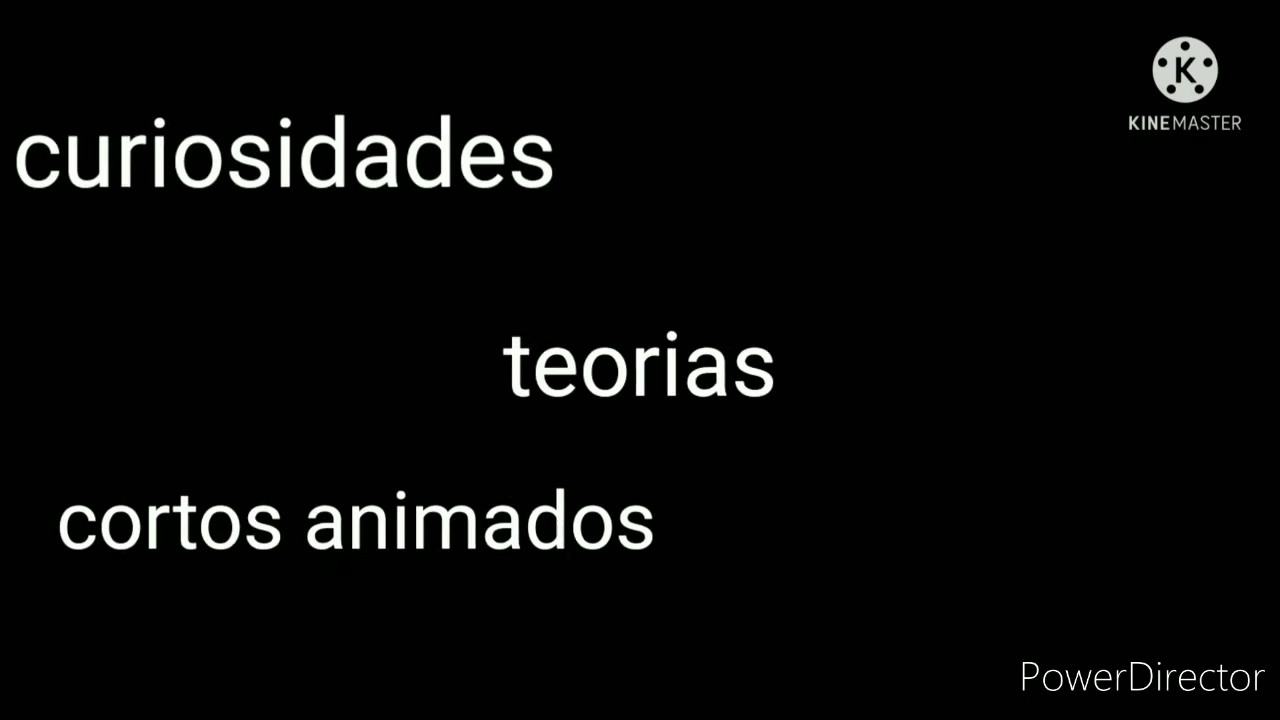 curiosidades
KINEMASTER
teorias
cortos animados
PowerDirector